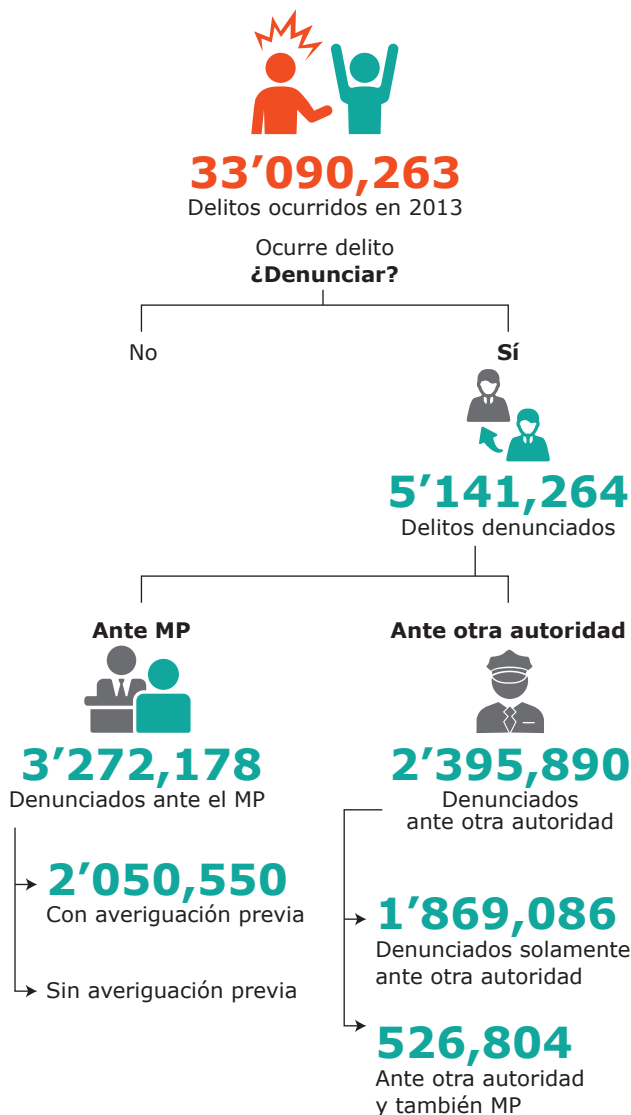 33’090,263
Delitos ocurridos en 2013
Ocurre delito
¿Denunciar?
No
Sí
5’141,264
Delitos denunciados
Ante MP
3’272,178
Denunciados ante el MP
2’050,550
Con averiguación previa
Sin averiguación previa
Ante otra autoridad
2’395,890
Denunciados
ante otra autoridad
1’869,086
Denunciados solamente
ante otra autoridad
526,804
Ante otra autoridad
y también MP